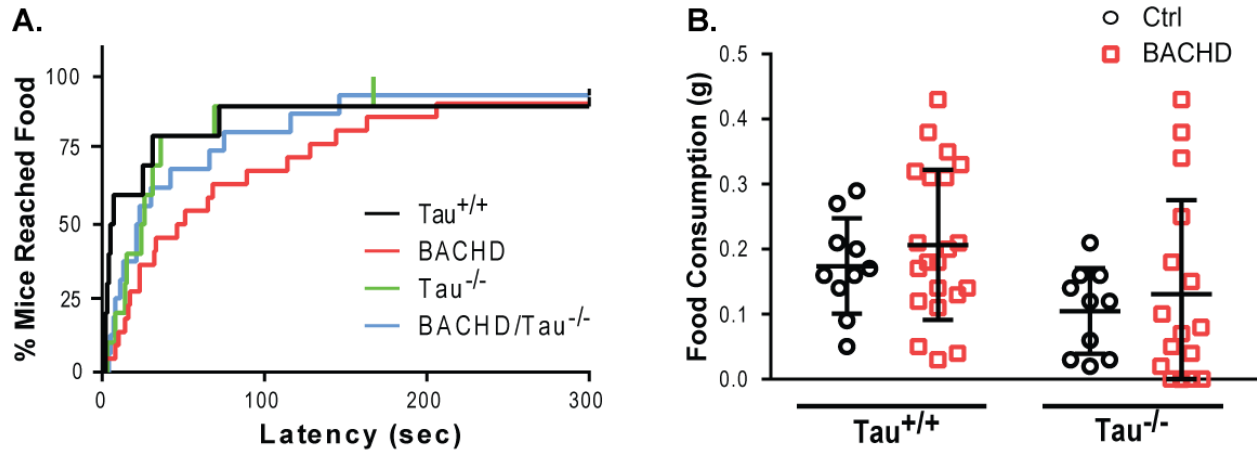 A.
% Mice Reached Food
100
75
50
25
0
Tau+/+
BACHD
Tau-/-
BACHD/Tau-/-
0 100 200 300
Latency (sec)
B.
Ctrl
BACHD
Food Consumption (g)
0.5
0.4
0.3
0.2
0.1
0.0
Tau+/+ Tau-/-